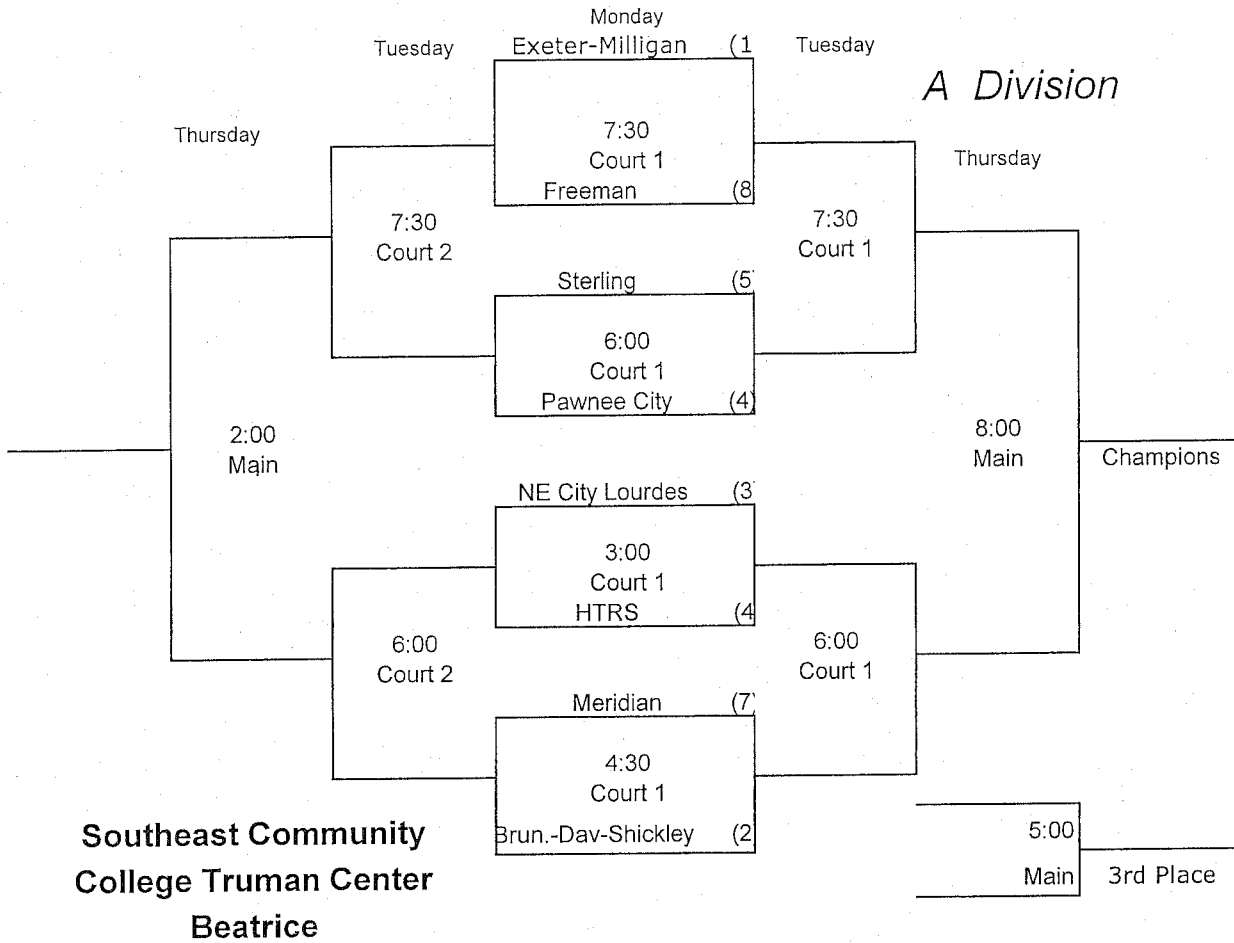 Monday
Tuesday
Exeter-Milligan (1
Tuesday
A Division
Thursday
7:30
Court 1
Thursday
Freeman (8
7:30
Court 2
7:30
Court 1
Sterling (5)
6:00
Court 1
Pawnee City (4)
2:00
Main
8:00
Main
Champions
NE City Lourdes (3)
3:00
Court 1
HTRS (4
6:00
Court 2
6:00
Court 1
Meridian (7)
4:30
Court 1
Brun.-Dav-Shickley (2
5:00
Main
3rd Place
Southeast Community
College Truman Center
Beatrice